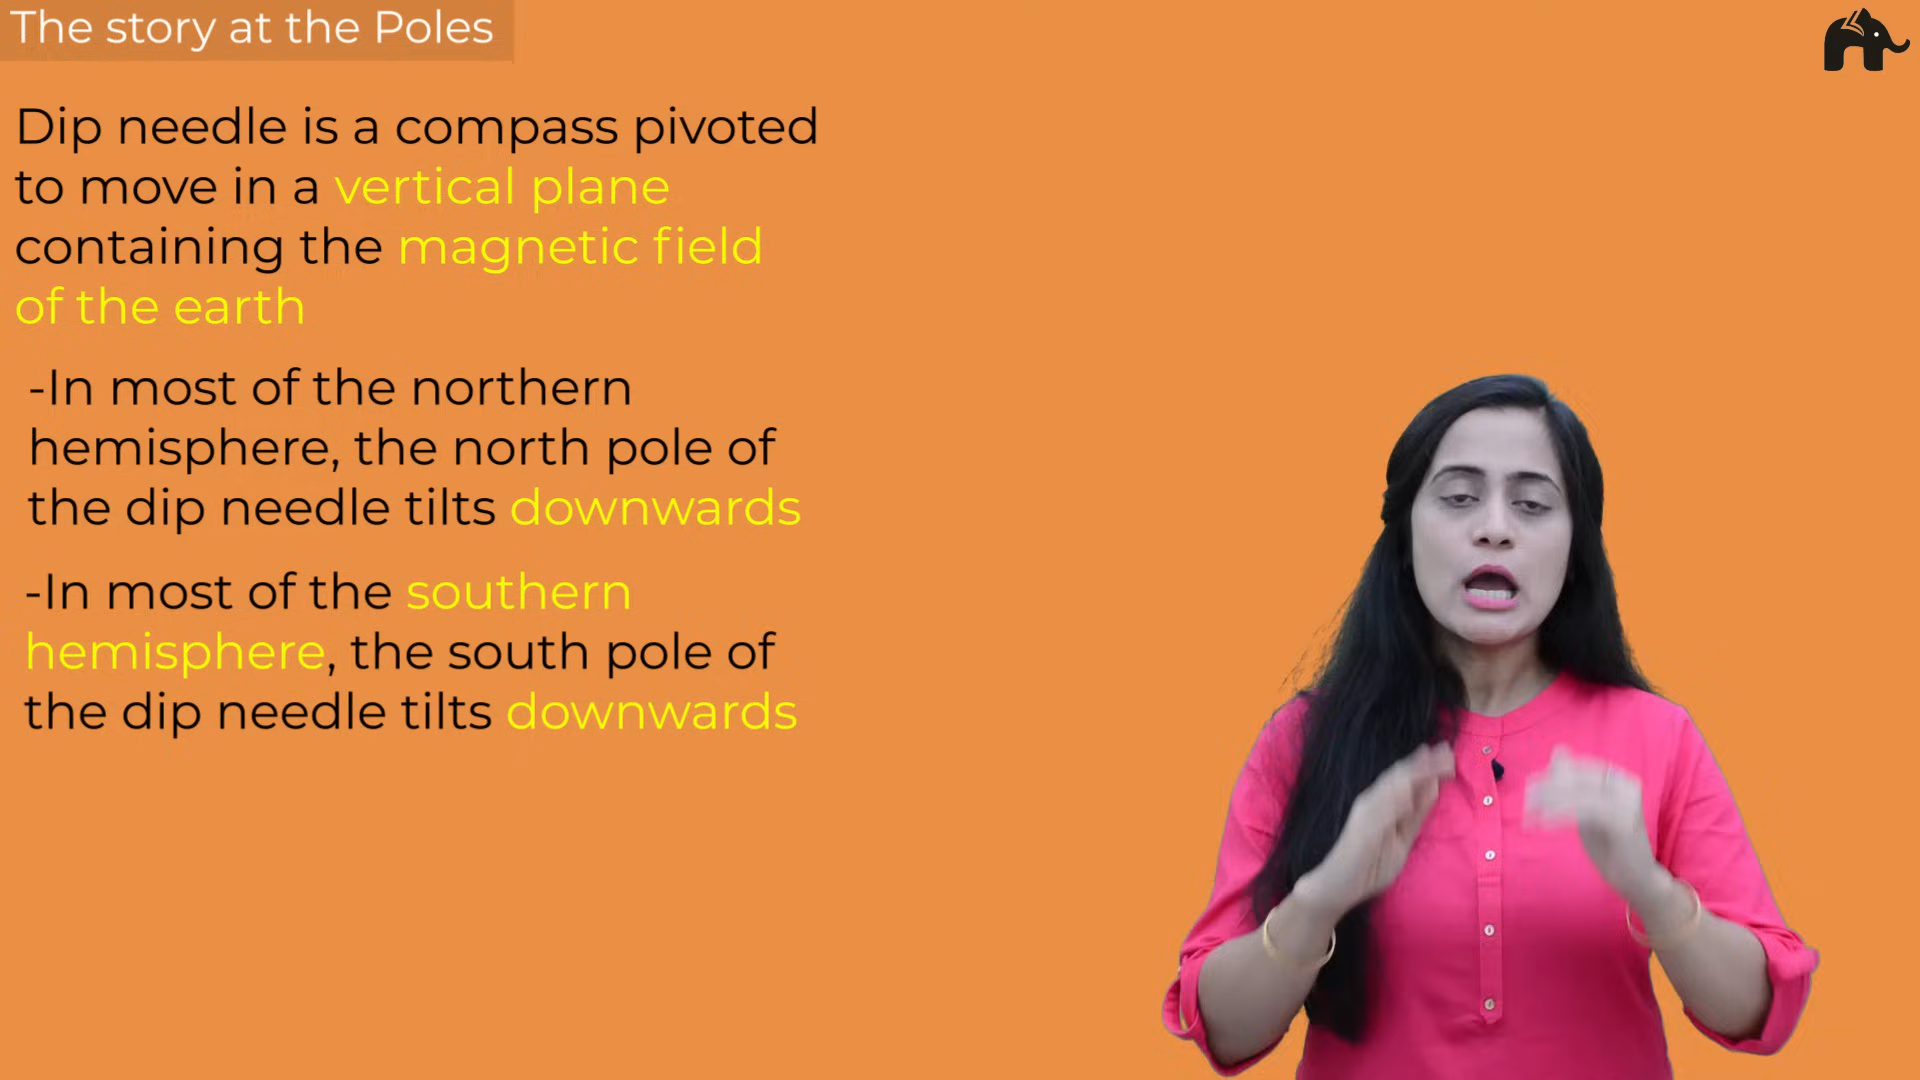 The story at the Poles
Dip needle is a compass pivoted
to move in a vertical plane
containing the magnetic field
of the earth
-In most of the northern
hemisphere, the north pole of
the dip needle tilts downwards
-In most of the southern
hemisphere, the south pole of
the dip needle tilts downwards